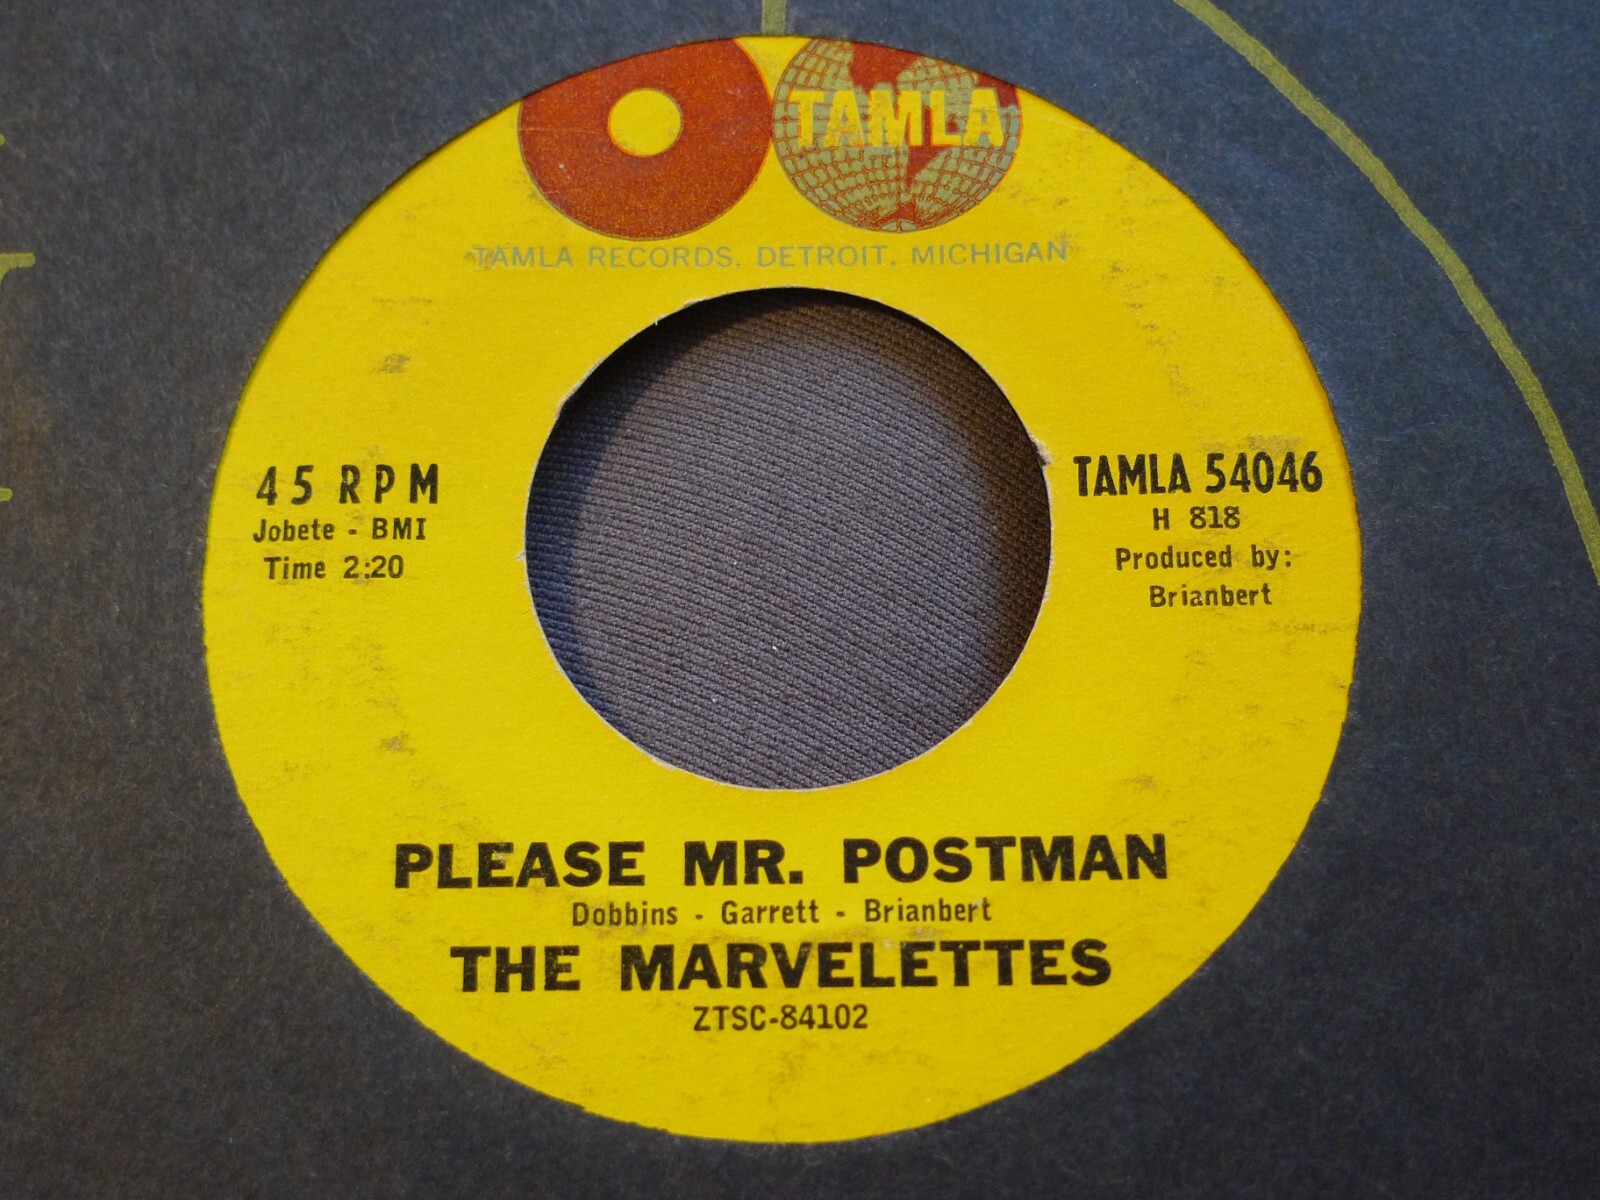 TAMLA
TAMLA RECORDS. DETROIT. MICHIGAN
45 RPM
Jobete - BMI
Time 2:20
TAMLA 54046
H 818
Produced by:
Brianbert
PLEASE MR. POSTMAN
Dobbins - Garrett - Brianbert
THE MARVELETTES
ZTSC-84102